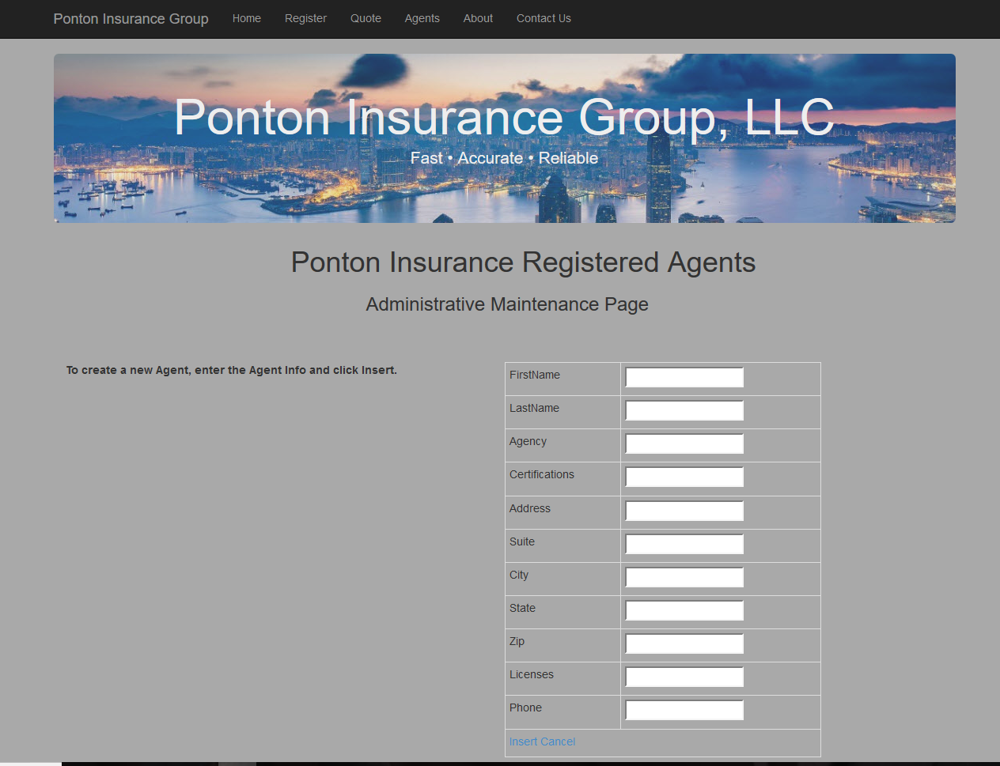 Ponton Insurance Group Home Register Quote Agents About Contact Us
Ponton Insurance Group, LLC
Fast • Accurate • Reliable
Ponton Insurance Registered Agents
Administrative Maintenance Page
To create a new Agent, enter the Agent Info and click Insert.
FirstName
LastName
Agency
Certifications
Address
Suite
City
State
Zip
Licenses
Phone
Insert Cancel